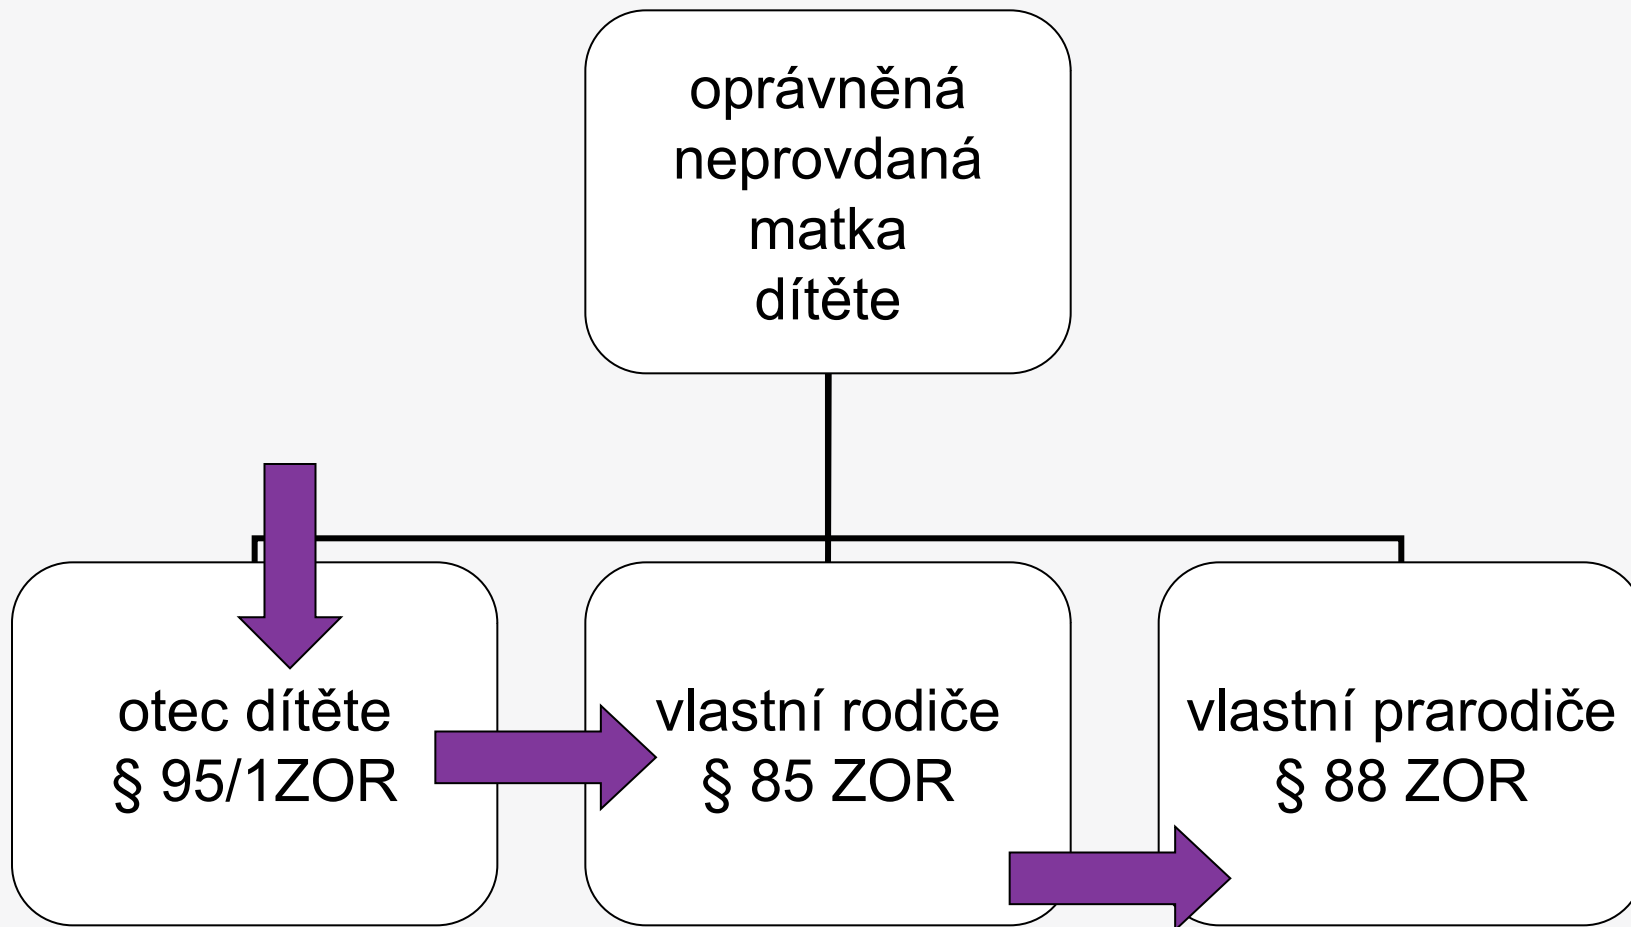 oprávněná
neprovdaná
matka
dítěte
otec dítěte
§ 95/1ZOR
vlastní rodiče
§ 85 ZOR
vlastní prarodiče
§ 88 ZOR